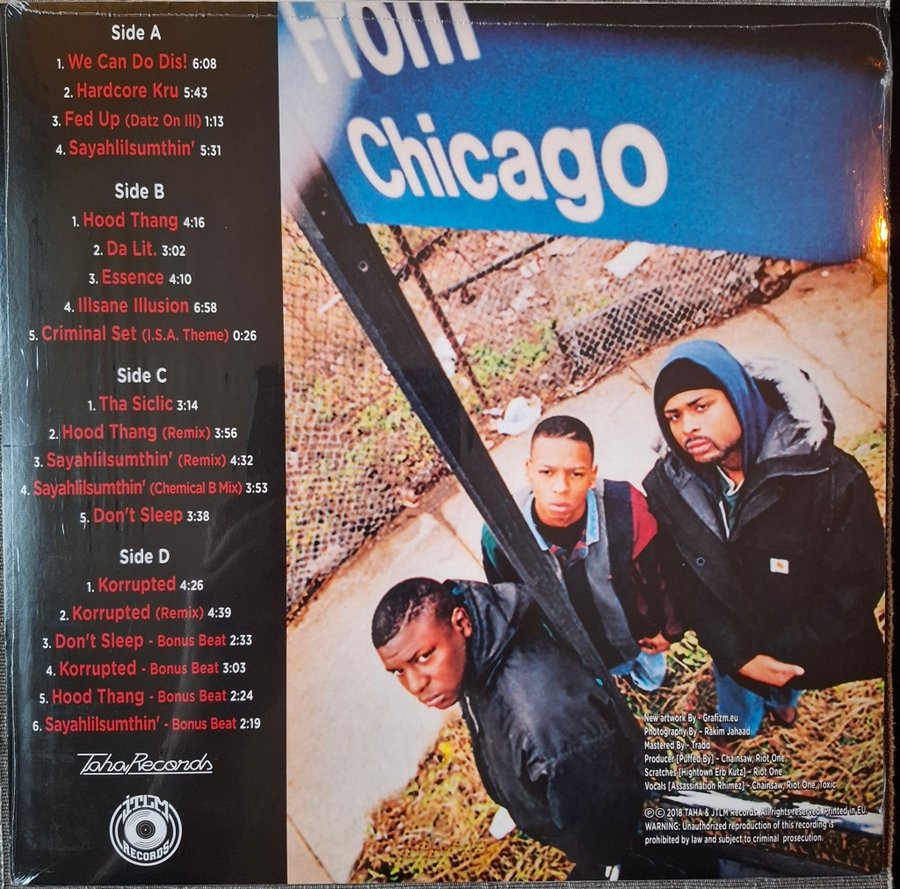 Side A
1. We Can Do Dis! 6:08
2. Hardcore Kru 5:43
3. Fed Up (Datz On Ill) 1:13
4. Sayahlilsumthin' 5:31
Side B
1. Hood Thang 4:16
2. Da Lit. 3:02
3. Essence 4:10
4. Illsane Illusion 6:58
5. Criminal Set (I.S.A. Theme) 0:26
Side C
1. Tha Siclic 3:14
2. Hood Thang (Remix) 3:56
3. Sayahlilsumthin' (Remix) 4:32
4. Sayahlilsumthin' (Chemical B Mix) 3:53
5. Don't Sleep 3:38
Side D
1. Korrupted 4:26
2. Korrupted (Remix) 4:39
3. Don't Sleep - Bonus Beat 2:33
4. Korrupted - Bonus Beat 3:03
5. Hood Thang - Bonus Beat 2:24
6. Sayahlilsumthin' - Bonus Beat 2:19
Taha Records
JTLM
RECORDS
From
Chicago
New artwork By - Grafizm.eu
Photography By - Rakim Jahaad
Mastered By - Tradd
Producer [Puffed By] - Chainsaw, Riot One
Scratches [Hightown Erb Kutz] - Riot One
Vocals [Assassination Rhimez] - Chainsaw, Riot One, Toxic
Ⓟ © 2018 TAHA & JTLM Records. All rights reserved. Printed in EU.
WARNING: Unauthorized reproduction of this recording is
prohibited by law and subject to criminal prosecution.